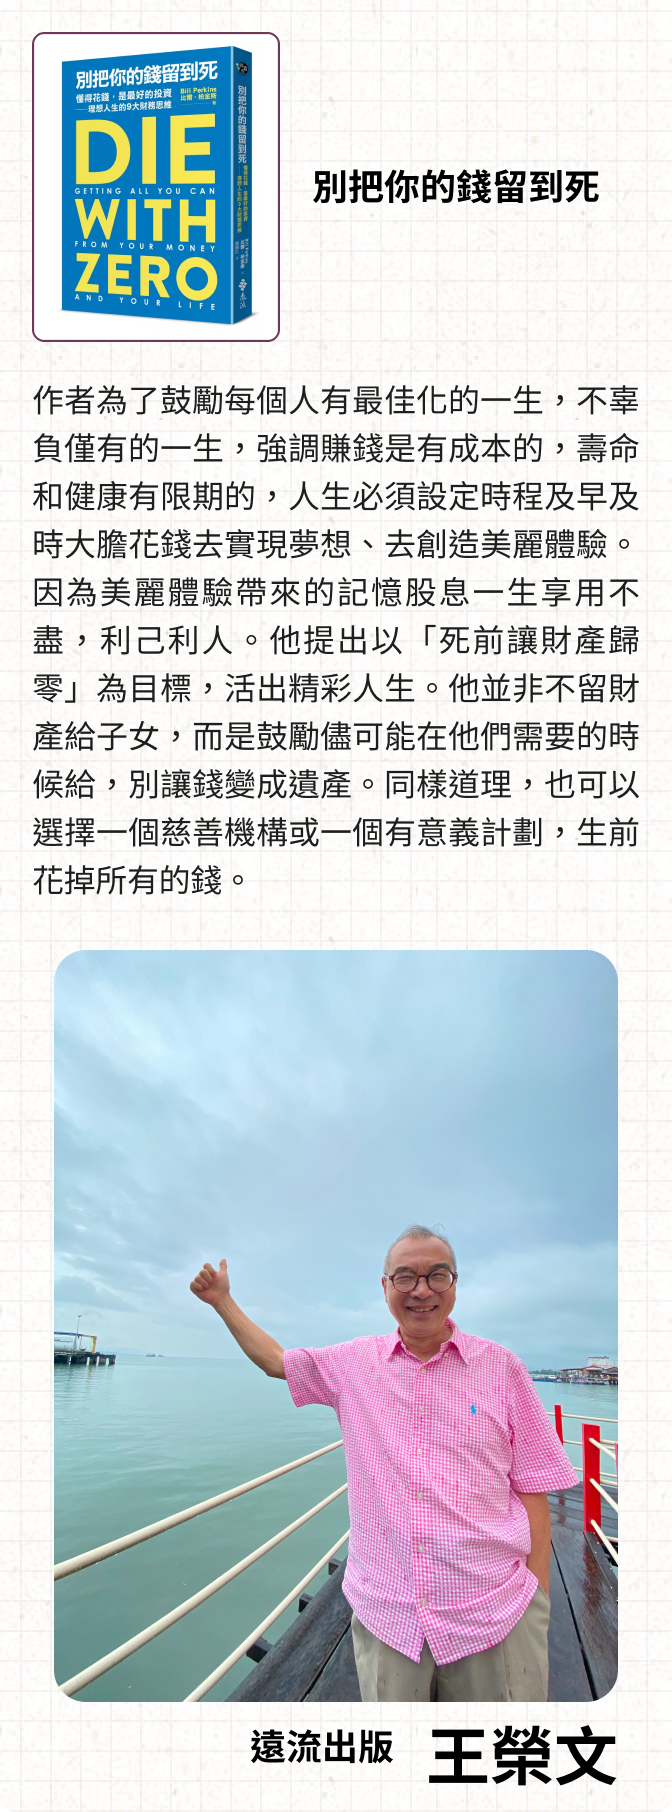 別把你的錢留到死
懂得花錢，是最好的投資
——理想人生的9大財務思維
Bill Perkins
比爾・柏金斯
DIE
GETTING ALL YOU CAN
WITH
FROM YOUR MONEY
ZERO
AND YOUR LIFE
別把你的錢留到死
遠流
別把你的錢留到死
作者為了鼓勵每個人有最佳化的一生，不辜
負僅有的一生，強調賺錢是有成本的，壽命
和健康有限期的，人生必須設定時程及早及
時大膽花錢去實現夢想、去創造美麗體驗。
因為美麗體驗帶來的記憶股息一生享用不
盡，利己利人。他提出以「死前讓財產歸
零」為目標，活出精彩人生。他並非不留財
產給子女，而是鼓勵儘可能在他們需要的時
候給，別讓錢變成遺產。同樣道理，也可以
選擇一個慈善機構或一個有意義計劃，生前
花掉所有的錢。
遠流出版 王榮文